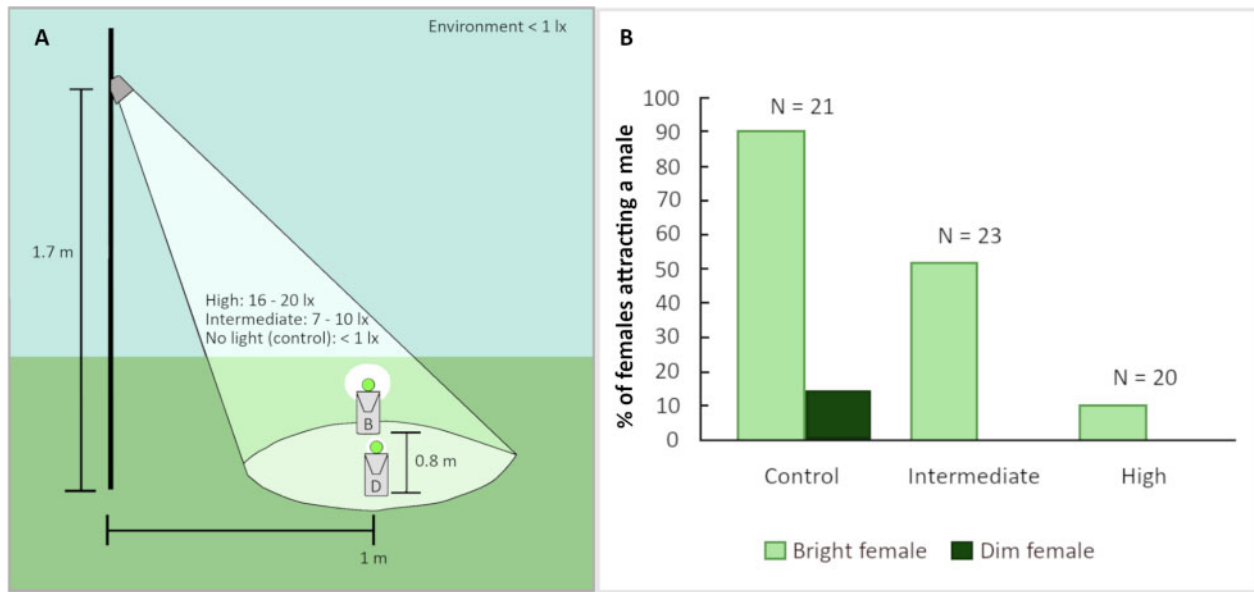 A
Environment < 1 lx
1.7 m
High: 16 - 20 lx
Intermediate: 7 - 10 lx
No light (control): < 1 lx
B
D
0.8 m
1 m
B
% of females attracting a male
100
90
80
70
60
50
40
30
20
10
0
N = 21
N = 23
N = 20
Control
Intermediate
High
Bright female
Dim female